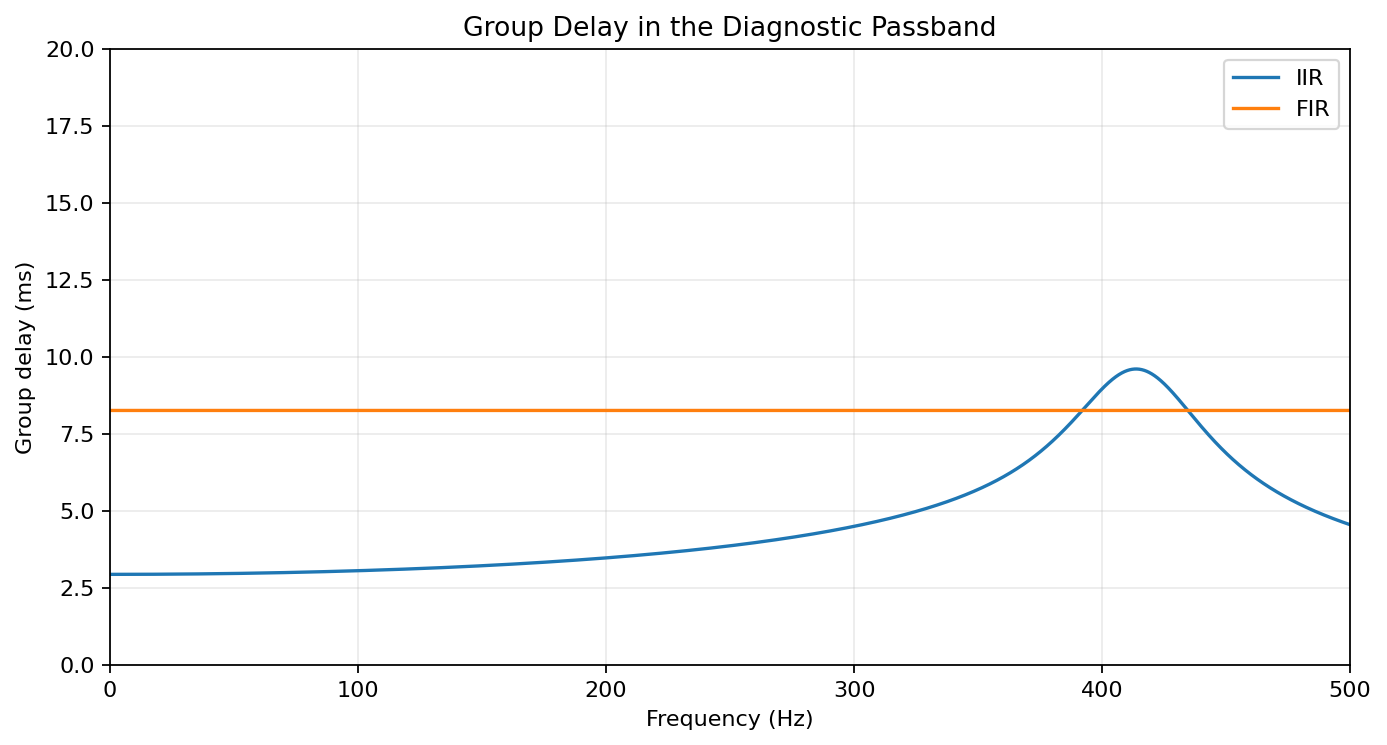 Group Delay in the Diagnostic Passband
IIR
FIR
20.0
17.5
15.0
12.5
10.0
7.5
5.0
2.5
0.0
Group delay (ms)
0 100 200 300 400 500
Frequency (Hz)